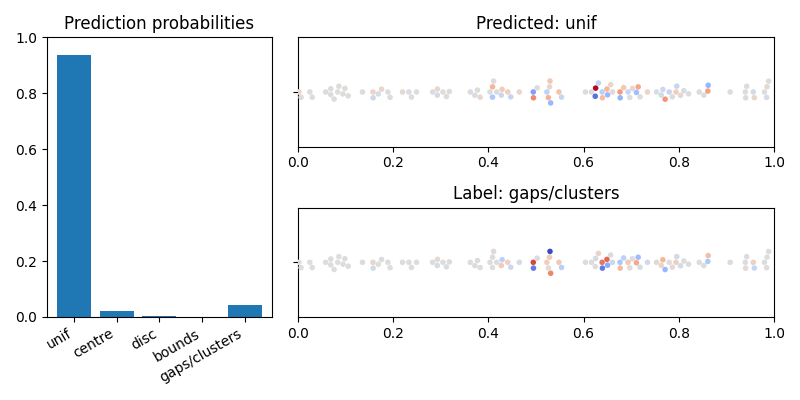 Prediction probabilities
1.0
0.8
0.6
0.4
0.2
0.0
unif
centre
disc
bounds
gaps/clusters
Predicted: unif
0.0 0.2 0.4 0.6 0.8 1.0
Label: gaps/clusters
0.0 0.2 0.4 0.6 0.8 1.0